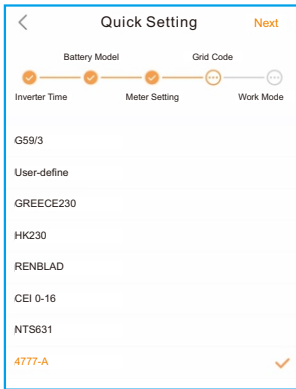 Quick Setting Next
Battery Model Grid Code
Inverter Time Meter Setting Work Mode
G59/3
User-define
GREECE230
HK230
RENBLAD
CEI 0-16
NTS631
4777-A